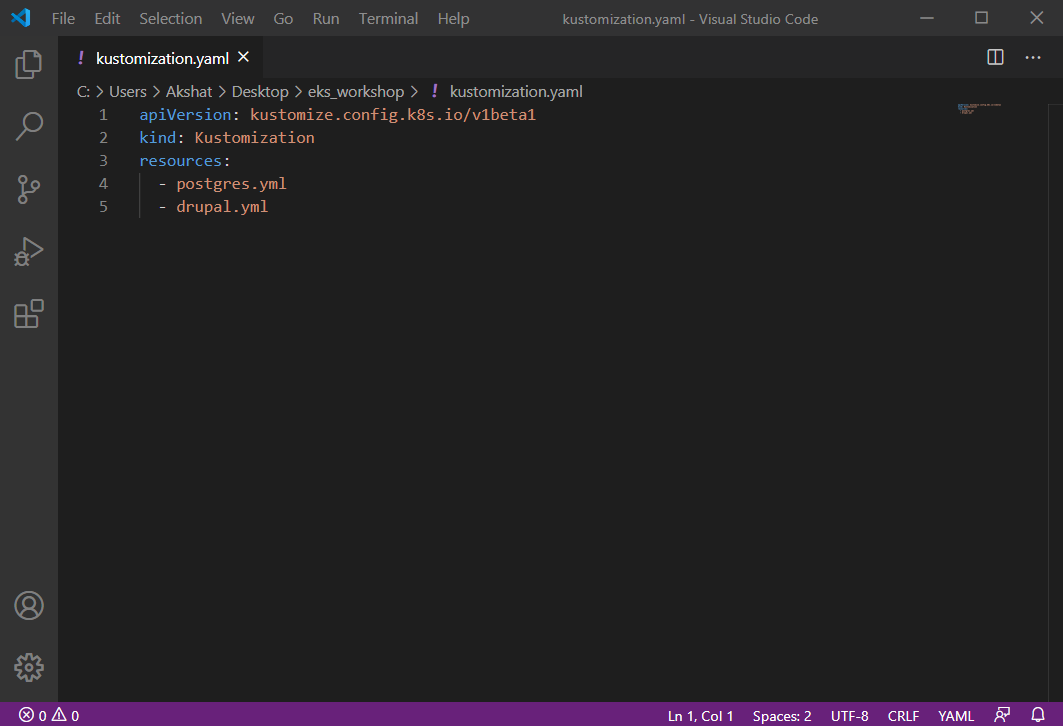 File Edit Selection View Go Run Terminal Help kustomization.yaml - Visual Studio Code
! kustomization.yaml
C: > Users > Akshat > Desktop > eks_workshop > ! kustomization.yaml
1 apiVersion: kustomize.config.k8s.io/v1beta1
2 kind: Kustomization
3 resources:
4 - postgres.yml
5 - drupal.yml
0 0 Ln 1, Col 1 Spaces: 2 UTF-8 CRLF YAML